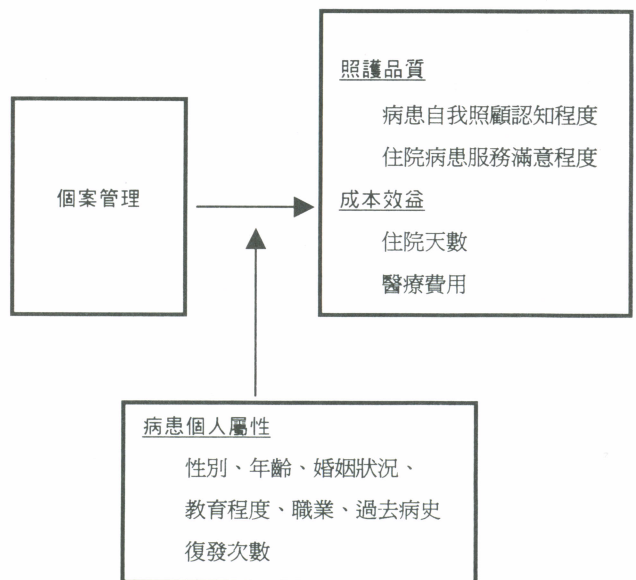 個案管理
照護品質
病患自我照顧認知程度
住院病患服務滿意程度
成本效益
住院天數
醫療費用
病患個人屬性
性別、年齡、婚姻狀況、
教育程度、職業、過去病史
復發次數